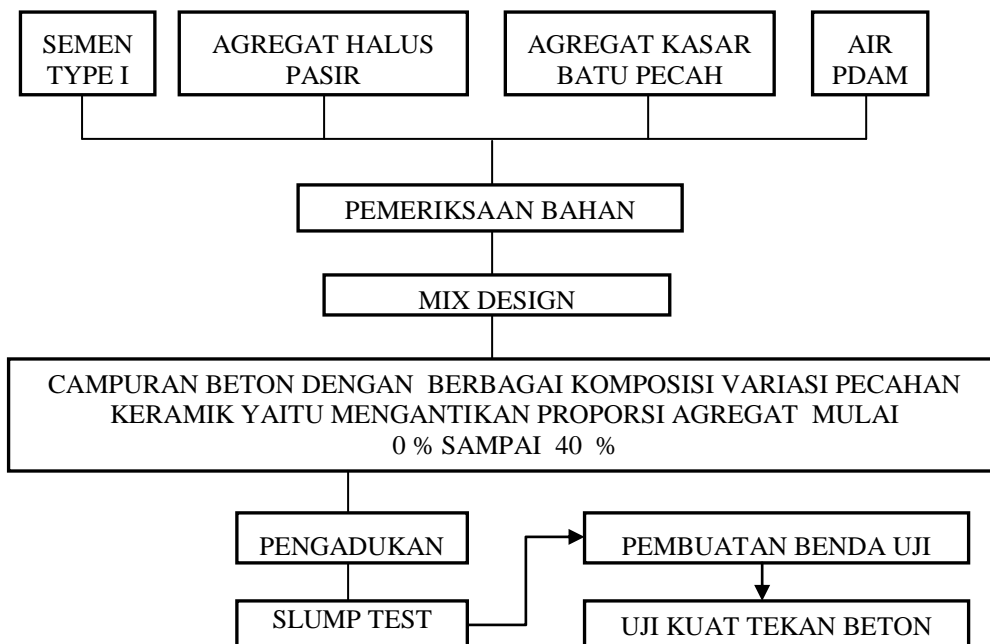 SEMEN
TYPE I
AGREGAT HALUS
PASIR
AGREGAT KASAR
BATU PECAH
AIR
PDAM
PEMERIKSAAN BAHAN
MIX DESIGN
CAMPURAN BETON DENGAN BERBAGAI KOMPOSISI VARIASI PECAHAN
KERAMIK YAITU MENGANTIKAN PROPORSI AGREGAT MULAI
0 % SAMPAI 40 %
PENGADUKAN
PEMBUATAN BENDA UJI
SLUMP TEST
UJI KUAT TEKAN BETON